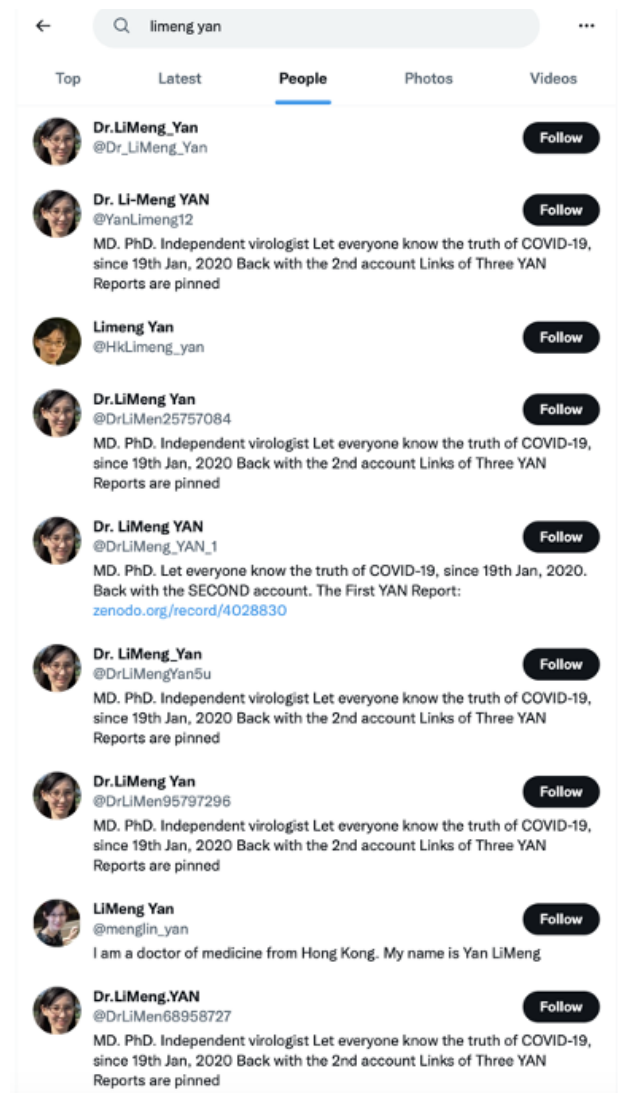 limeng yan
Top Latest People Photos Videos
Dr.LiMeng_Yan
@Dr_LiMeng_Yan
Follow
Dr. Li-Meng YAN
@YanLimeng12
Follow
MD. PhD. Independent virologist Let everyone know the truth of COVID-19,
since 19th Jan, 2020 Back with the 2nd account Links of Three YAN
Reports are pinned
Limeng Yan
@HkLimeng_yan
Follow
Dr.LiMeng Yan
@DrLiMen25757084
Follow
MD. PhD. Independent virologist Let everyone know the truth of COVID-19,
since 19th Jan, 2020 Back with the 2nd account Links of Three YAN
Reports are pinned
Dr. LiMeng YAN
@DrLiMeng_YAN_1
Follow
MD. PhD. Let everyone know the truth of COVID-19, since 19th Jan, 2020.
Back with the SECOND account. The First YAN Report:
zenodo.org/record/4028830
Dr. LiMeng_Yan
@DrLiMengYan5u
Follow
MD. PhD. Independent virologist Let everyone know the truth of COVID-19,
since 19th Jan, 2020 Back with the 2nd account Links of Three YAN
Reports are pinned
Dr.LiMeng Yan
@DrLiMen95797296
Follow
MD. PhD. Independent virologist Let everyone know the truth of COVID-19,
since 19th Jan, 2020 Back with the 2nd account Links of Three YAN
Reports are pinned
LiMeng Yan
@menglin_yan
Follow
I am a doctor of medicine from Hong Kong. My name is Yan LiMeng
Dr.LiMeng.YAN
@DrLiMen68958727
Follow
MD. PhD. Independent virologist Let everyone know the truth of COVID-19,
since 19th Jan, 2020 Back with the 2nd account Links of Three YAN
Reports are pinned